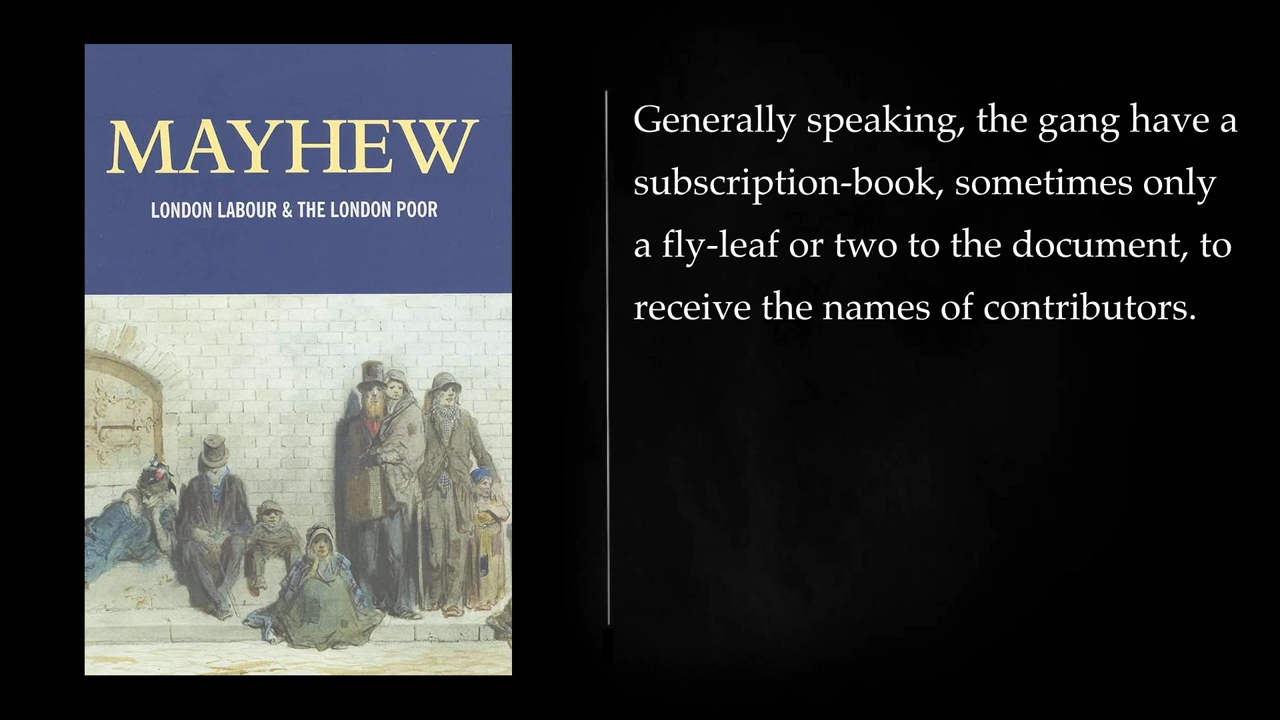 MAYHEW
LONDON LABOUR & THE LONDON POOR
Generally speaking, the gang have a
subscription-book, sometimes only
a fly-leaf or two to the document, to
receive the names of contributors.